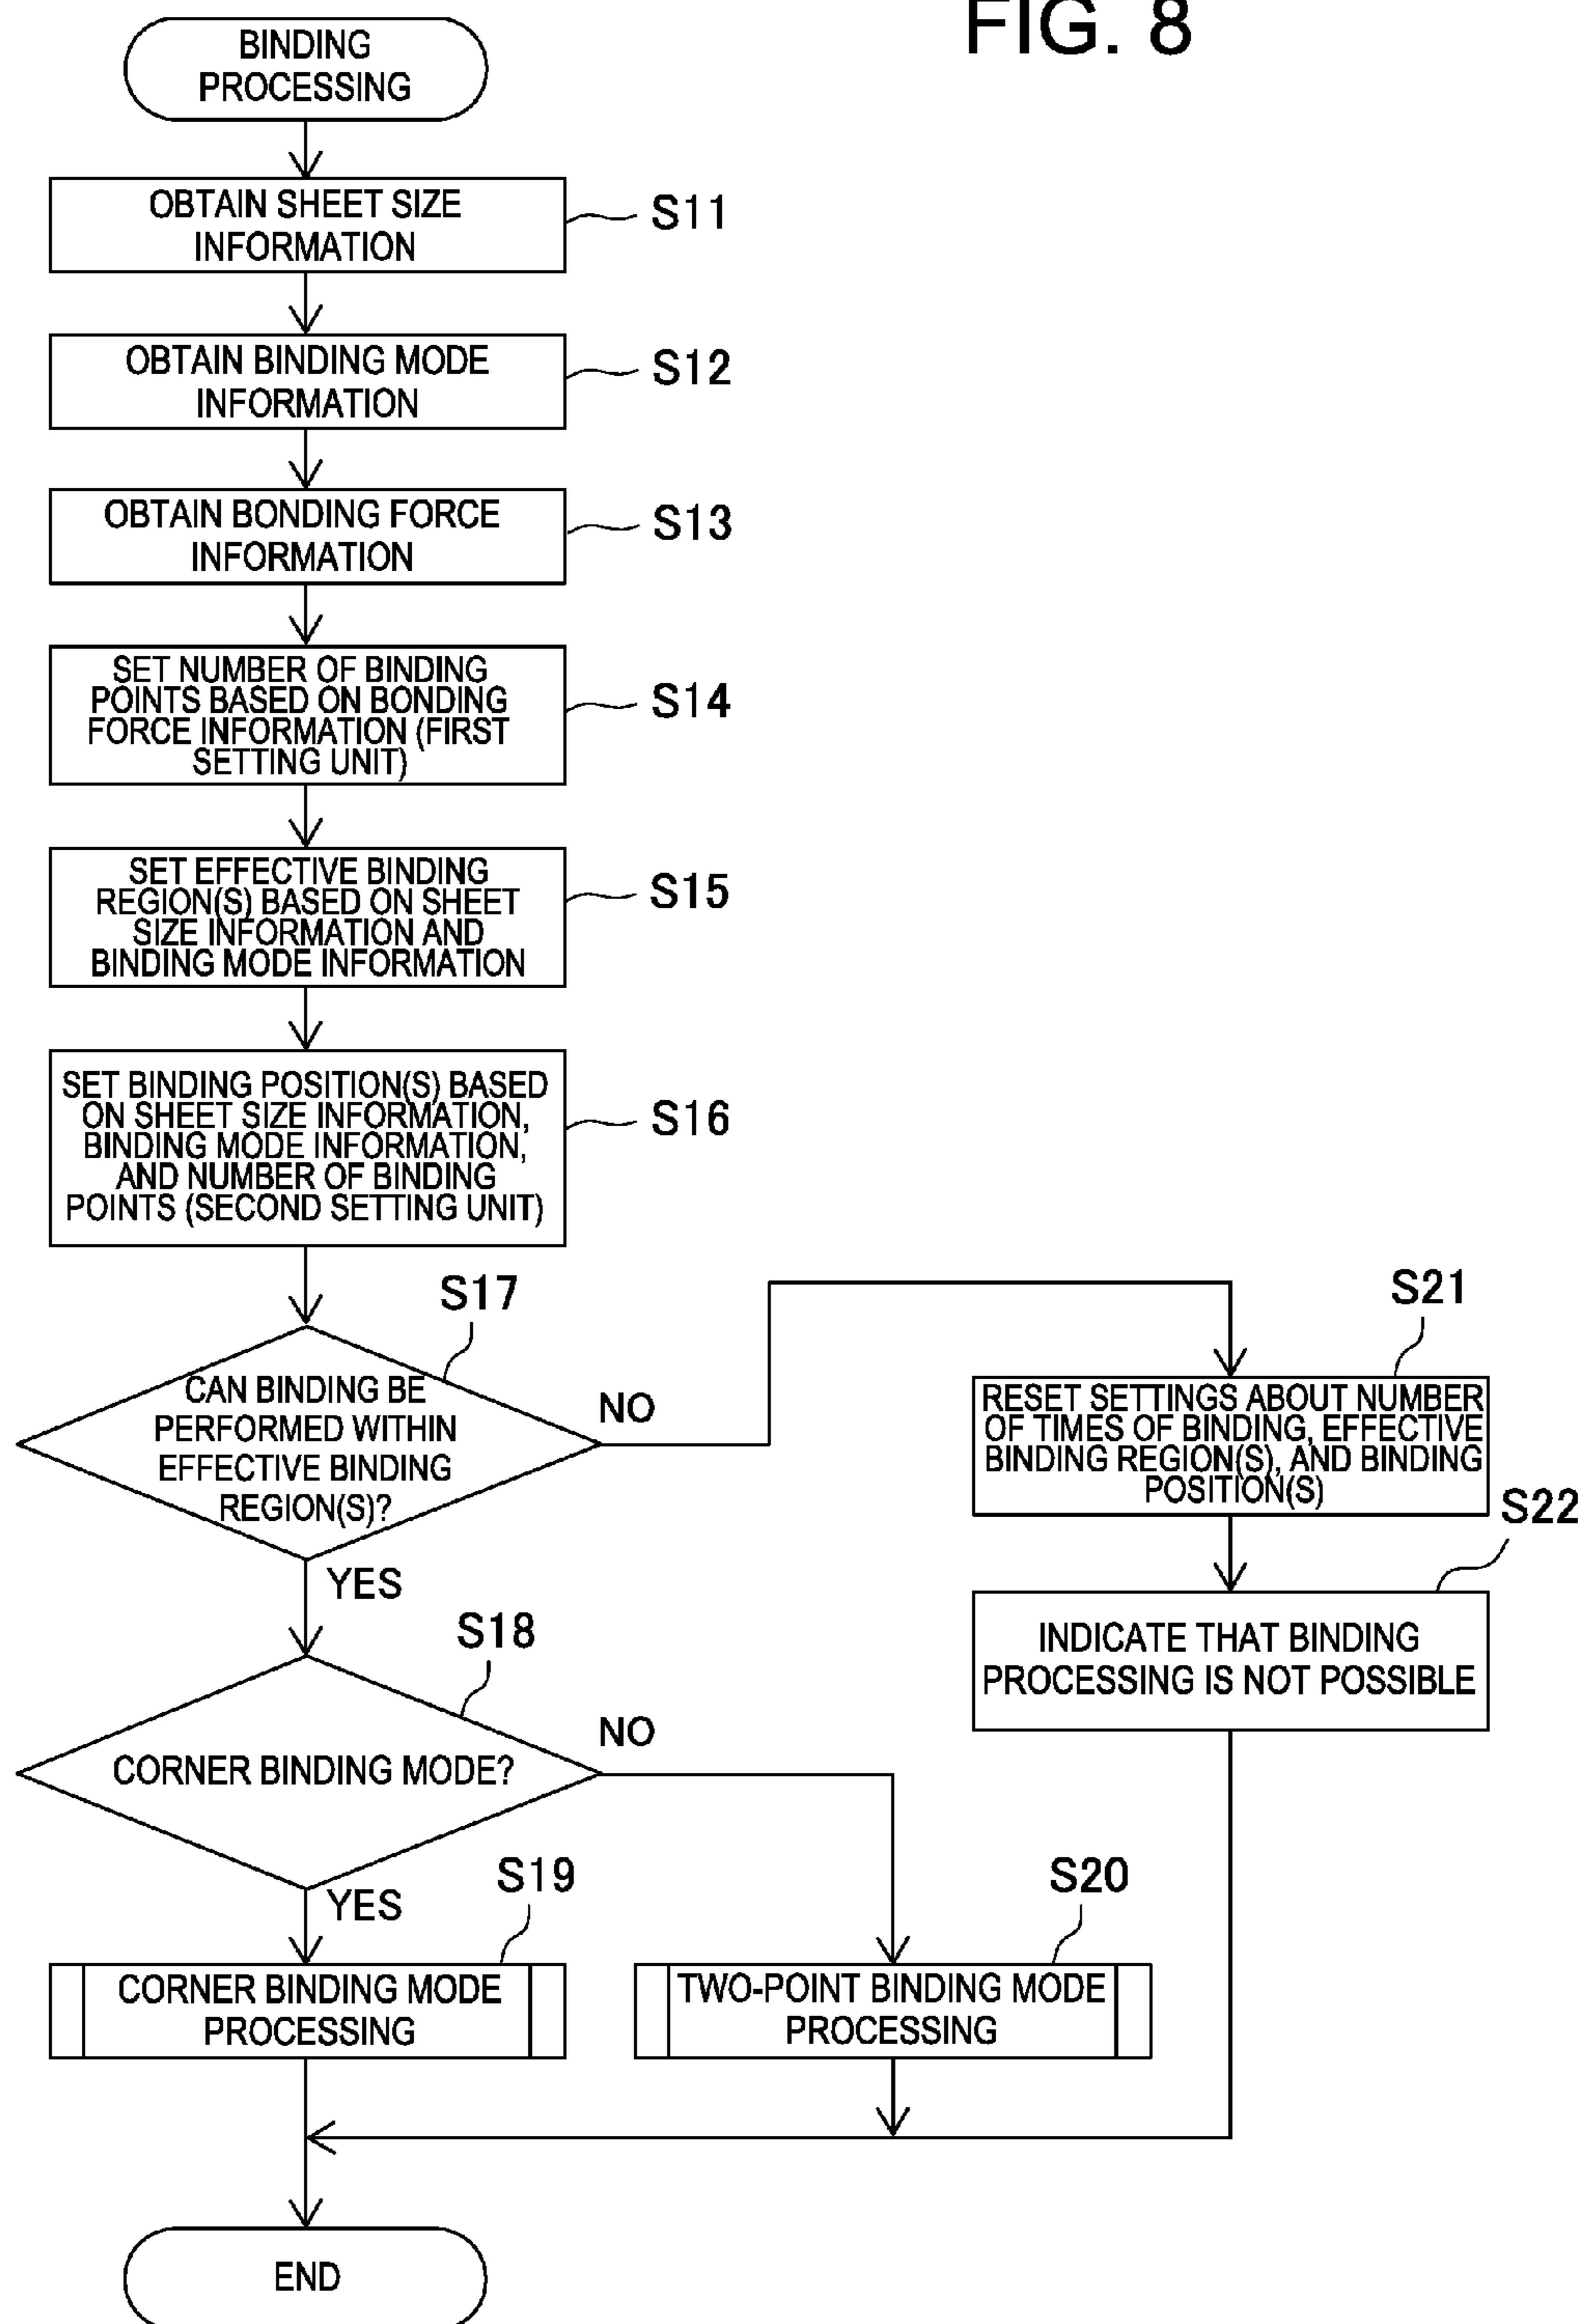 FIG. 8
BINDING
PROCESSING
OBTAIN SHEET SIZE
INFORMATION
S11
OBTAIN BINDING MODE
INFORMATION
S12
OBTAIN BONDING FORCE
INFORMATION
S13
SET NUMBER OF BINDING
POINTS BASED ON BONDING
FORCE INFORMATION (FIRST
SETTING UNIT)
S14
SET EFFECTIVE BINDING
REGION(S) BASED ON SHEET
SIZE INFORMATION AND
BINDING MODE INFORMATION
S15
SET BINDING POSITION(S) BASED
ON SHEET SIZE INFORMATION,
BINDING MODE INFORMATION,
AND NUMBER OF BINDING
POINTS (SECOND SETTING UNIT)
S16
S17
CAN BINDING BE
PERFORMED WITHIN
EFFECTIVE BINDING
REGION(S)?
NO
YES
S21
RESET SETTINGS ABOUT NUMBER
OF TIMES OF BINDING, EFFECTIVE
BINDING REGION(S), AND BINDING
POSITION(S)
S22
INDICATE THAT BINDING
PROCESSING IS NOT POSSIBLE
S18
CORNER BINDING MODE?
NO
YES
S19
CORNER BINDING MODE
PROCESSING
S20
TWO-POINT BINDING MODE
PROCESSING
END